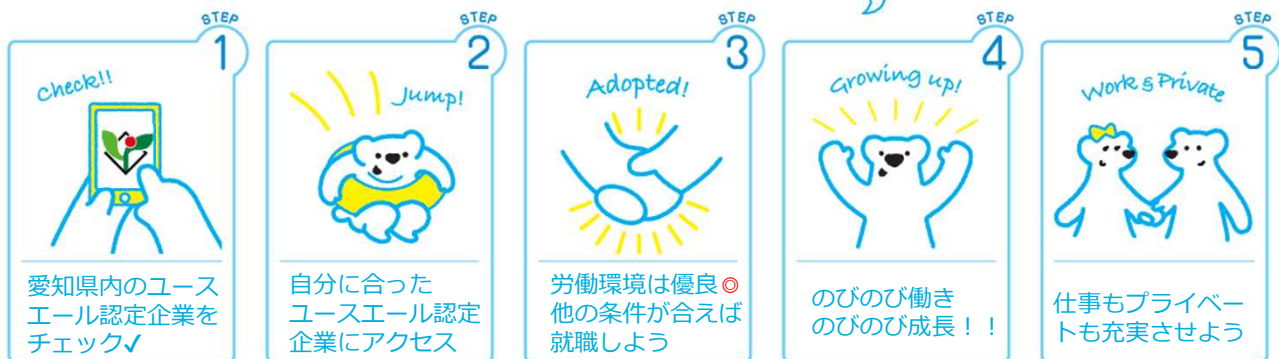 STEP
1
Check!!
愛知県内のユース
エール認定企業を
チェック✓
STEP
2
Jump!
自分に合った
ユースエール認定
企業にアクセス
STEP
3
Adopted!
労働環境は優良◎
他の条件が合えば
就職しよう
STEP
4
Growing up!
のびのび働き
のびのび成長！！
STEP
5
Work & Private
仕事もプライベー
トも充実させよう